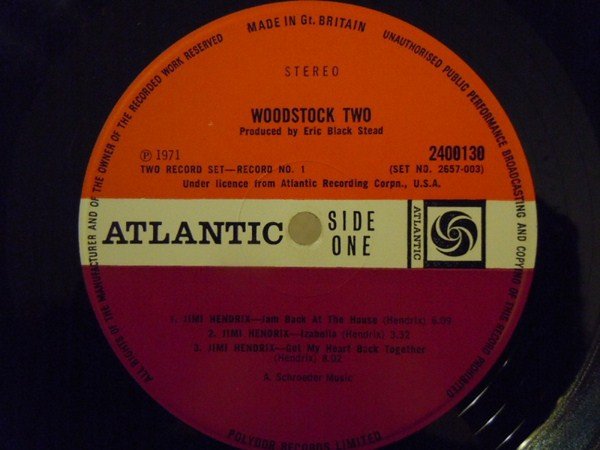 MADE IN Gt. BRITAIN
UNAUTHORISED PUBLIC PERFORMANCE BROADCASTING AND COPYING OF THIS RECORD PROHIBITED
ALL RIGHTS OF THE MANUFACTURER AND OF THE OWNER OF THE RECORDED WORK RESERVED
STEREO
WOODSTOCK TWO
Produced by Eric Black Stead
℗ 1971
2400130
TWO RECORD SET—RECORD NO. 1
(SET NO. 2657-003)
Under licence from Atlantic Recording Corpn., U.S.A.
ATLANTIC
SIDE
ONE
ATLANTIC
1. JIMI HENDRIX—Jam Back At The House (Hendrix) 6.09
2. JIMI HENDRIX—Izabella (Hendrix) 3.32
3. JIMI HENDRIX—Get My Heart Back Together
(Hendrix) 8.02
A. Schroeder Music
POLYDOR RECORDS LIMITED